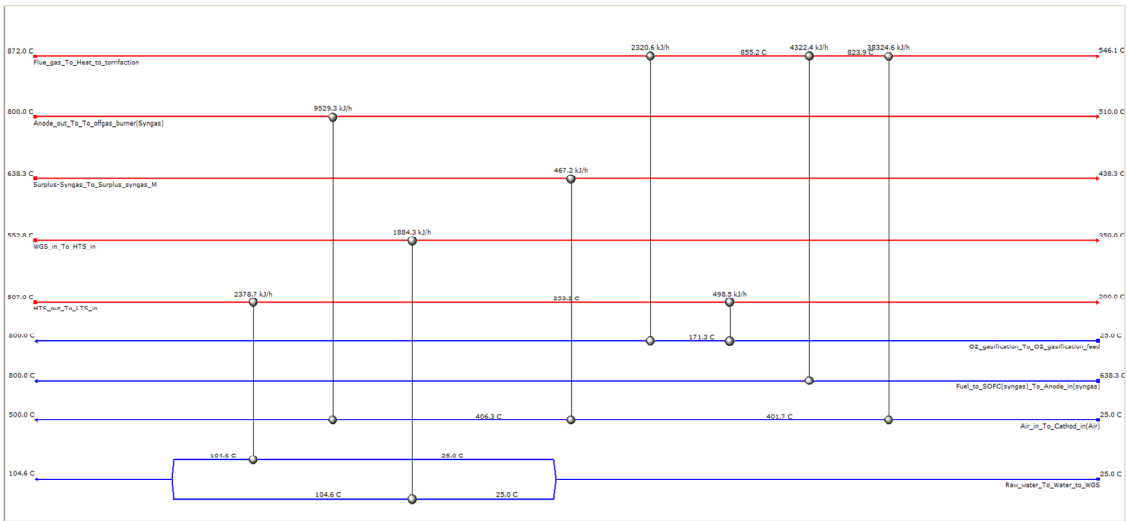 2320.6 kJ/h 4322.4 kJ/h 38324.6 kJ/h
872.0 C 855.2 C 823.9 C 546.1 C
Flue_gas_To_Heat_to_torrifaction
9529.3 kJ/h
800.0 C 510.0 C
Anode_out_To_To_offgas_burner(Syngas)
467.2 kJ/h
638.3 C 438.3 C
Surplus-Syngas_To_Surplus_syngas_M
1884.3 kJ/h
552.8 C 350.0 C
WGS_in_To_HTS_in
2378.7 kJ/h 498.5 kJ/h
507.0 C 200.0 C
HTS_out_To_LTS_in
800.0 C 171.3 C 25.0 C
O2_gasification_To_O2_gasification_feed
800.0 C 638.3 C
Fuel_to_SOFC(syngas)_To_Anode_in(syngas)
500.0 C 406.3 C 401.7 C 25.0 C
Air_in_To_Cathod_in(Air)
104.6 C 25.0 C
104.6 C 25.0 C
Raw_water_To_Water_to_WGS
104.6 C 25.0 C